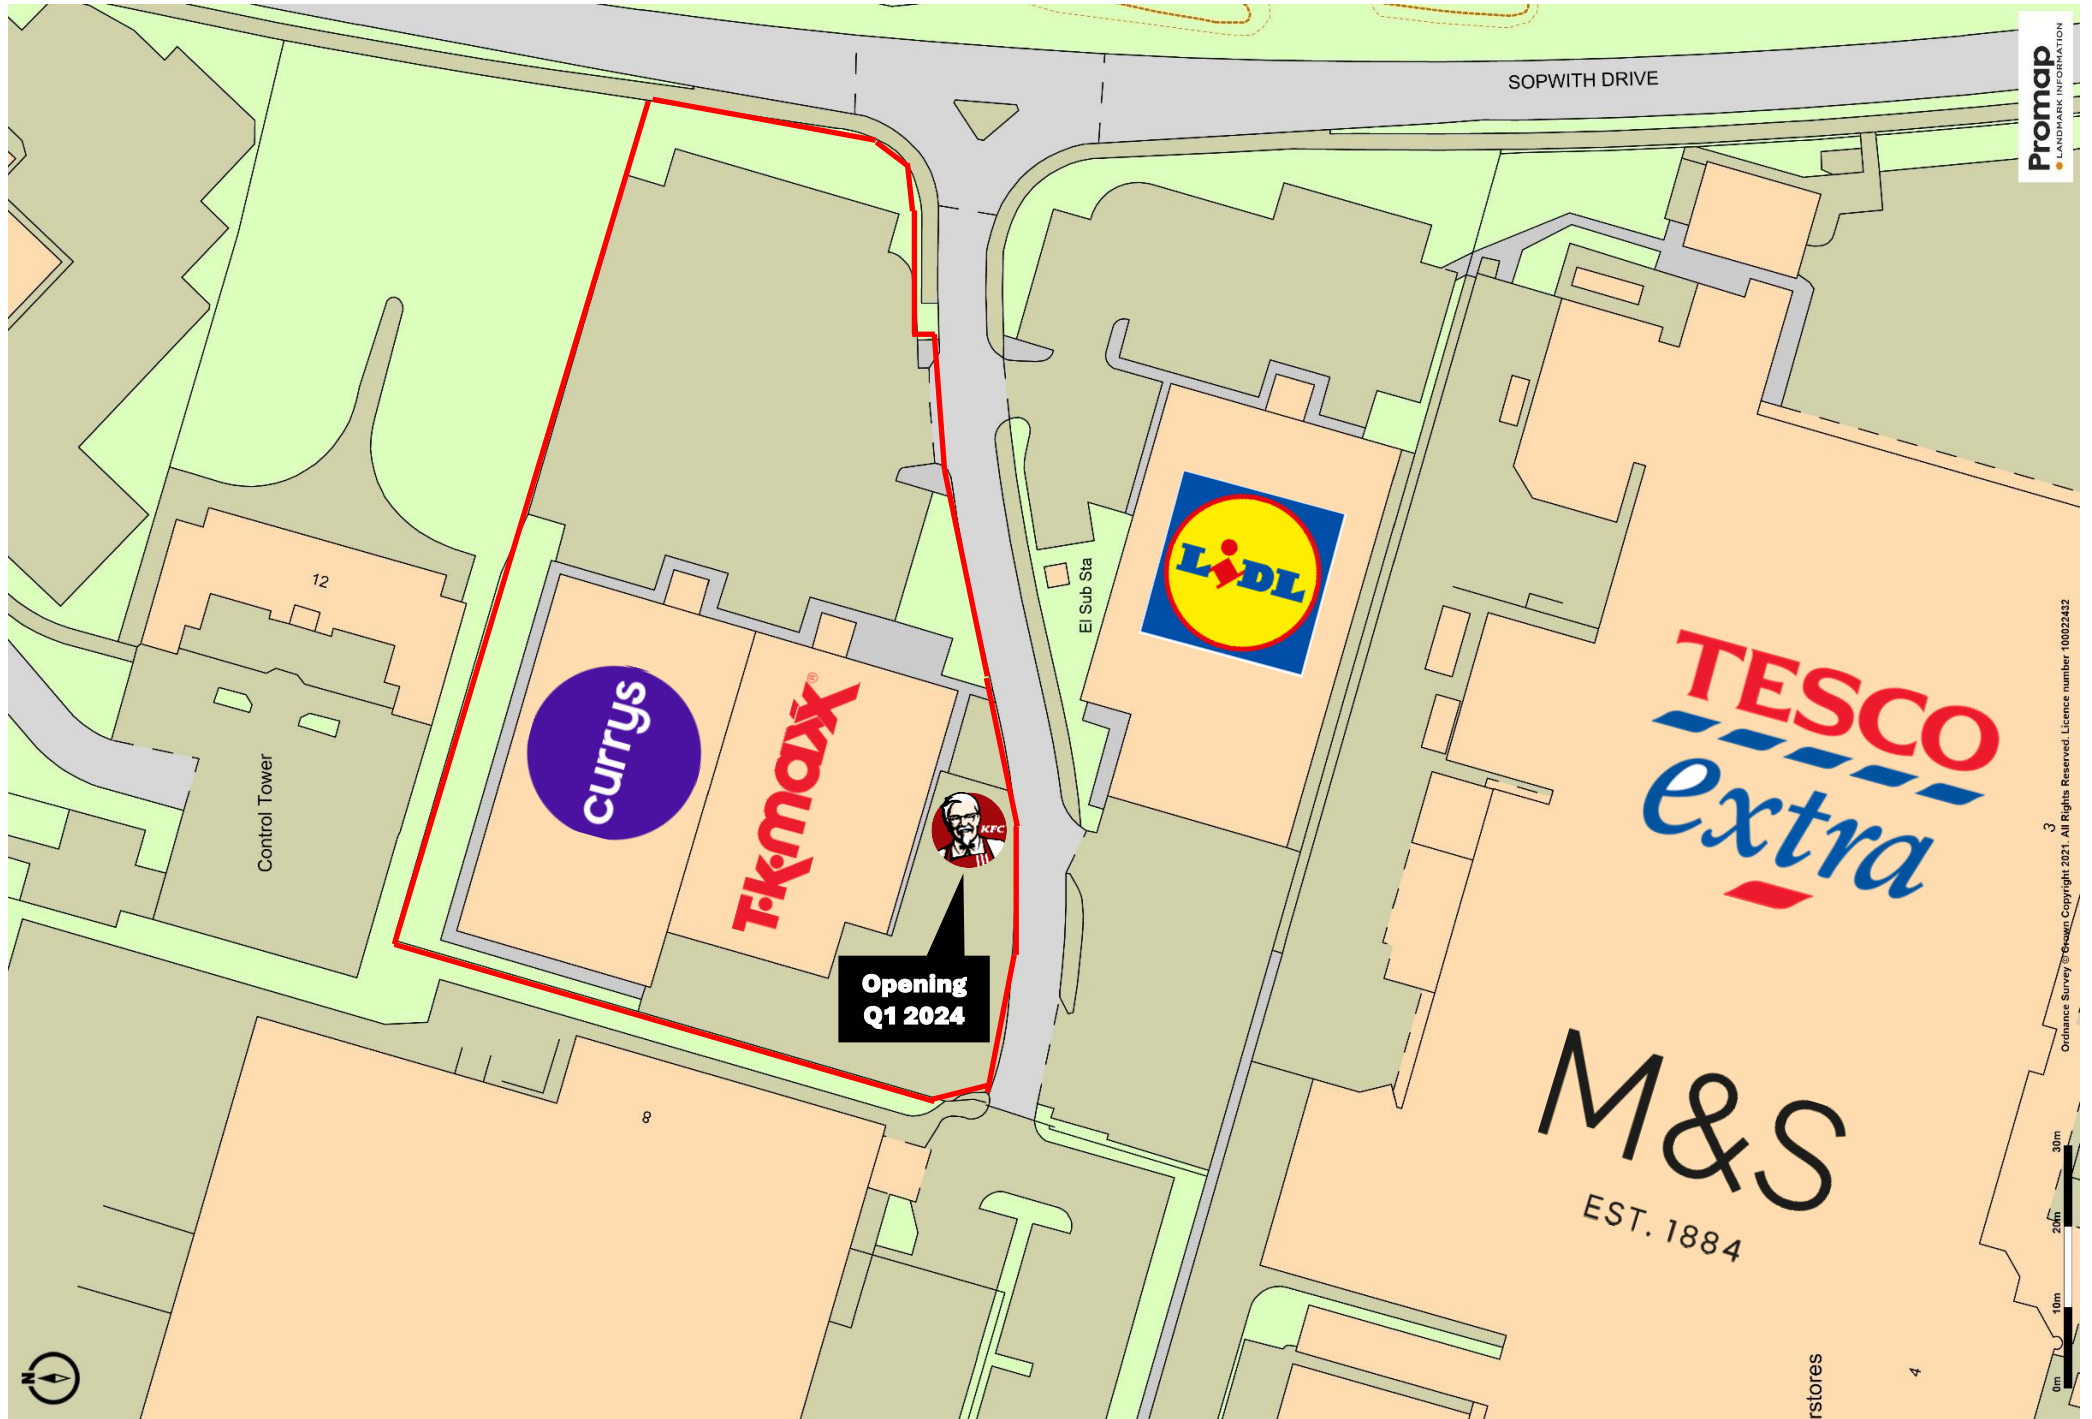 SOPWITH DRIVE
Promap
LANDMARK INFORMATION
12
Control Tower
El Sub Sta
LiDL
currys
T·K·maxx®
KFC
Opening
Q1 2024
TESCO
extra
M&S
EST. 1884
8
3
4
rstores
Ordnance Survey © Crown Copyright 2021. All Rights Reserved. Licence number 100022432
0m
10m
20m
30m
N